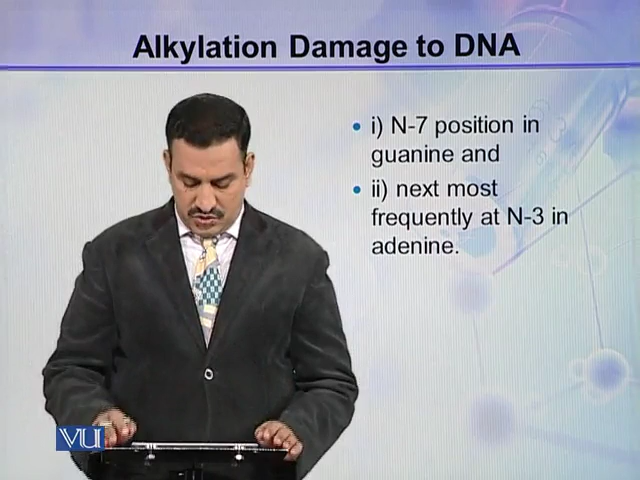 Alkylation Damage to DNA
i) N-7 position in
guanine and
ii) next most
frequently at N-3 in
adenine.
VU